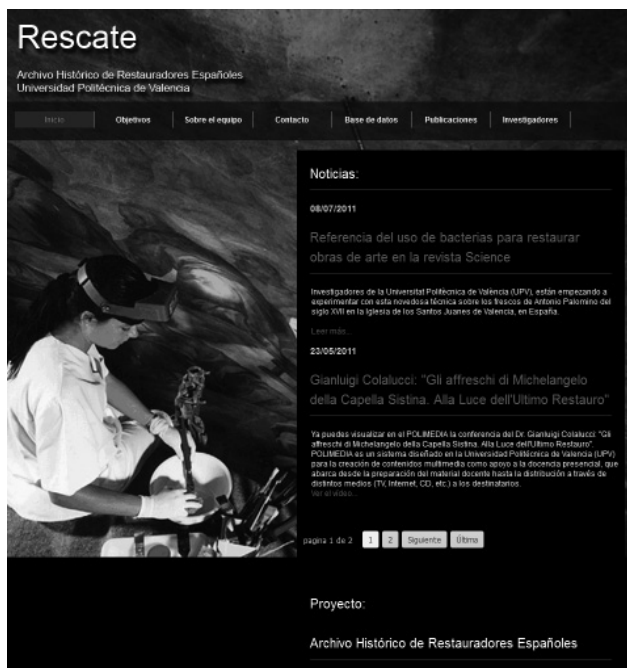 Rescate
Archivo Histórico de Restauradores Españoles
Universidad Politécnica de Valencia
Inicio Objetivos Sobre el equipo Contacto Base de datos Publicaciones Investigadores
Noticias:
08/07/2011
Referencia del uso de bacterias para restaurar
obras de arte en la revista Science
Investigadores de la Universitat Politècnica de València (UPV), están empezando a
experimentar con esta novedosa técnica sobre los frescos de Antonio Palomino del
siglo XVII en la Iglesia de los Santos Juanes de Valencia, en España.
Leer más...
23/05/2011
Gianluigi Colalucci: "Gli affreschi di Michelangelo
della Capella Sistina. Alla Luce dell'Ultimo Restauro"
Ya puedes visualizar en el POLIMEDIA la conferencia del Dr. Gianluigi Colalucci: "Gli
affreschi di Michelangelo della Capella Sistina. Alla Luce dell'Ultimo Restauro".
POLIMEDIA es un sistema diseñado en la Universidad Politécnica de Valencia (UPV)
para la creación de contenidos multimedia como apoyo a la docencia presencial, que
abarca desde la preparación del material docente hasta la distribución a través de
distintos medios (TV, Internet, CD, etc.) a los destinatarios.
Ver el vídeo...
pagina 1 de 2 1 2 Siguiente Última
Proyecto:
Archivo Histórico de Restauradores Españoles